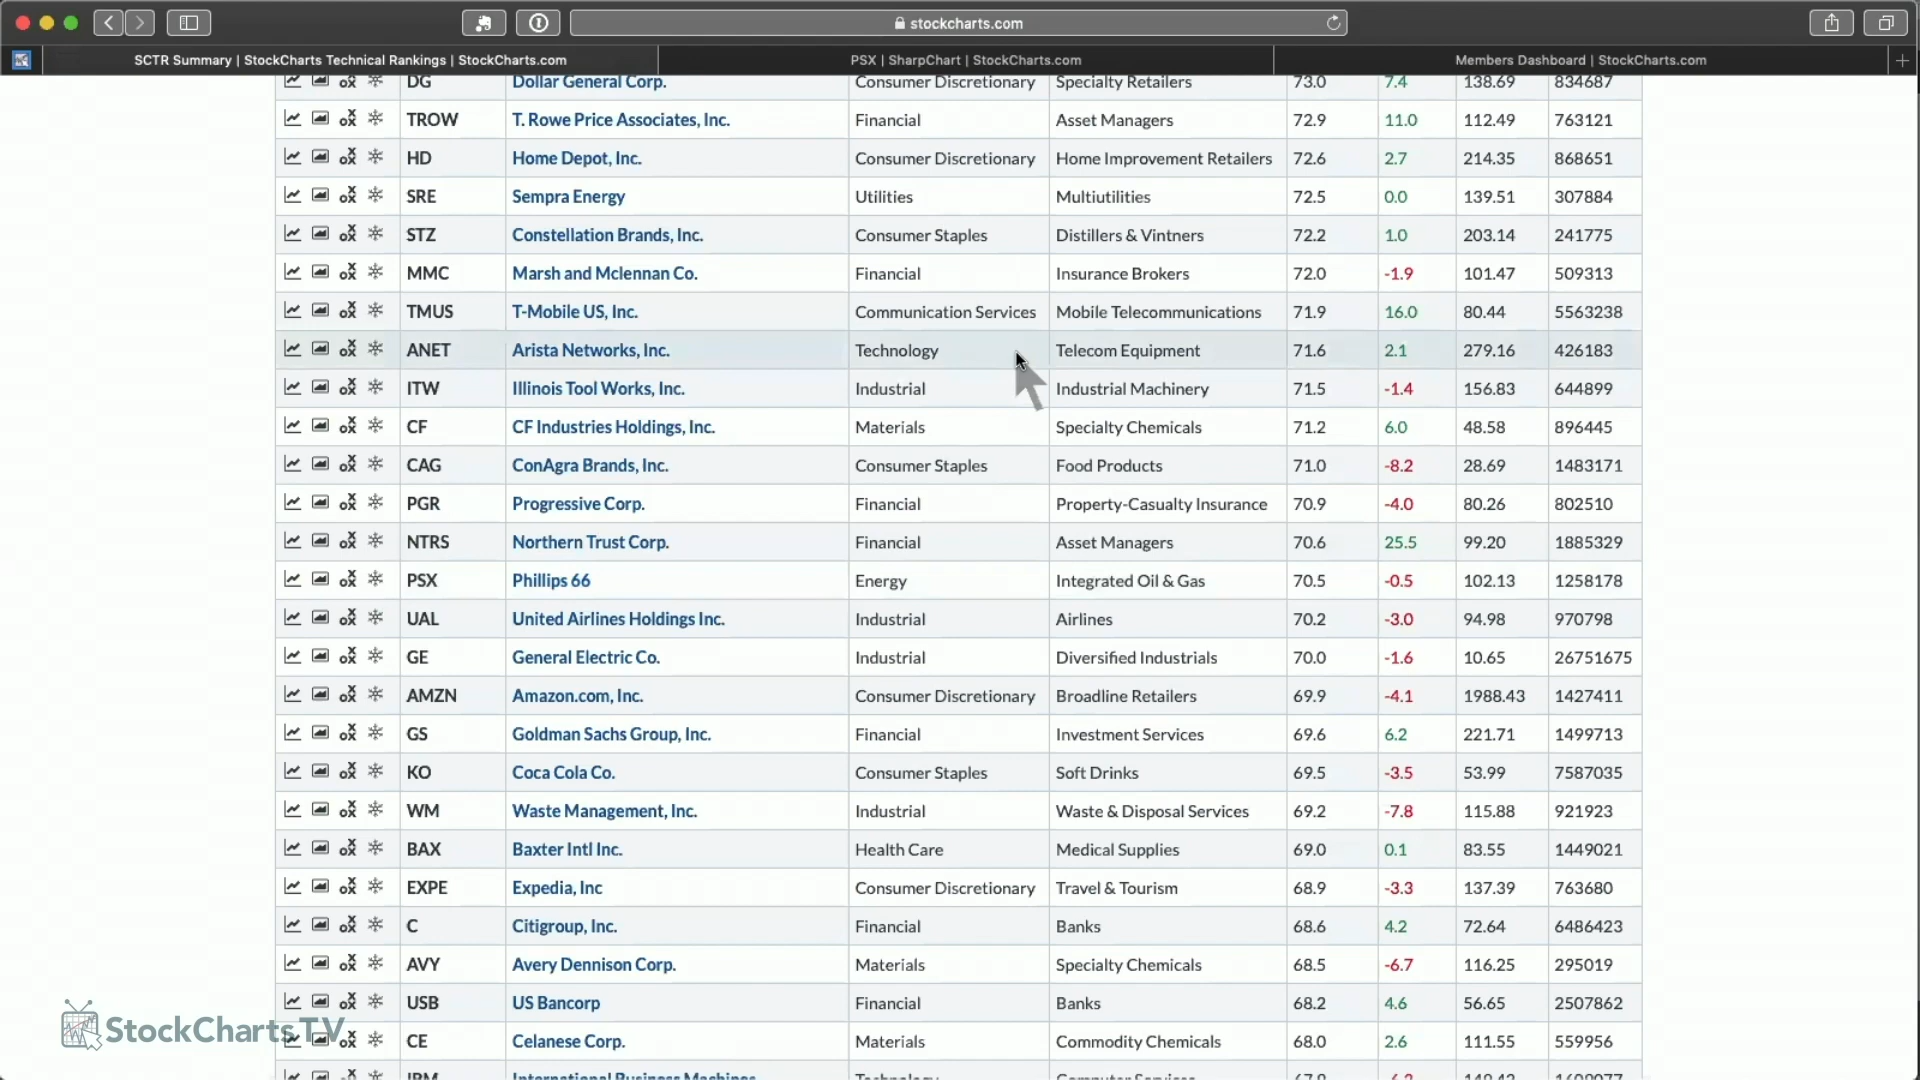 stockcharts.com
SCTR Summary | StockCharts Technical Rankings | StockCharts.com
PSX | SharpChart | StockCharts.com
Members Dashboard | StockCharts.com
DG Dollar General Corp. Consumer Discretionary Specialty Retailers 73.0 7.4 138.69 834687
TROW T. Rowe Price Associates, Inc. Financial Asset Managers 72.9 11.0 112.49 763121
HD Home Depot, Inc. Consumer Discretionary Home Improvement Retailers 72.6 2.7 214.35 868651
SRE Sempra Energy Utilities Multiutilities 72.5 0.0 139.51 307884
STZ Constellation Brands, Inc. Consumer Staples Distillers & Vintners 72.2 1.0 203.14 241775
MMC Marsh and Mclennan Co. Financial Insurance Brokers 72.0 -1.9 101.47 509313
TMUS T-Mobile US, Inc. Communication Services Mobile Telecommunications 71.9 16.0 80.44 5563238
ANET Arista Networks, Inc. Technology Telecom Equipment 71.6 2.1 279.16 426183
ITW Illinois Tool Works, Inc. Industrial Industrial Machinery 71.5 -1.4 156.83 644899
CF CF Industries Holdings, Inc. Materials Specialty Chemicals 71.2 6.0 48.58 896445
CAG ConAgra Brands, Inc. Consumer Staples Food Products 71.0 -8.2 28.69 1483171
PGR Progressive Corp. Financial Property-Casualty Insurance 70.9 -4.0 80.26 802510
NTRS Northern Trust Corp. Financial Asset Managers 70.6 25.5 99.20 1885329
PSX Phillips 66 Energy Integrated Oil & Gas 70.5 -0.5 102.13 1258178
UAL United Airlines Holdings Inc. Industrial Airlines 70.2 -3.0 94.98 970798
GE General Electric Co. Industrial Diversified Industrials 70.0 -1.6 10.65 26751675
AMZN Amazon.com, Inc. Consumer Discretionary Broadline Retailers 69.9 -4.1 1988.43 1427411
GS Goldman Sachs Group, Inc. Financial Investment Services 69.6 6.2 221.71 1499713
KO Coca Cola Co. Consumer Staples Soft Drinks 69.5 -3.5 53.99 7587035
WM Waste Management, Inc. Industrial Waste & Disposal Services 69.2 -7.8 115.88 921923
BAX Baxter Intl Inc. Health Care Medical Supplies 69.0 0.1 83.55 1449021
EXPE Expedia, Inc Consumer Discretionary Travel & Tourism 68.9 -3.3 137.39 763680
C Citigroup, Inc. Financial Banks 68.6 4.2 72.64 6486423
AVY Avery Dennison Corp. Materials Specialty Chemicals 68.5 -6.7 116.25 295019
USB US Bancorp Financial Banks 68.2 4.6 56.65 2507862
StockCharts TV
CE Celanese Corp. Materials Commodity Chemicals 68.0 2.6 111.55 559956
IBM International Business Machines Technology Computer Services